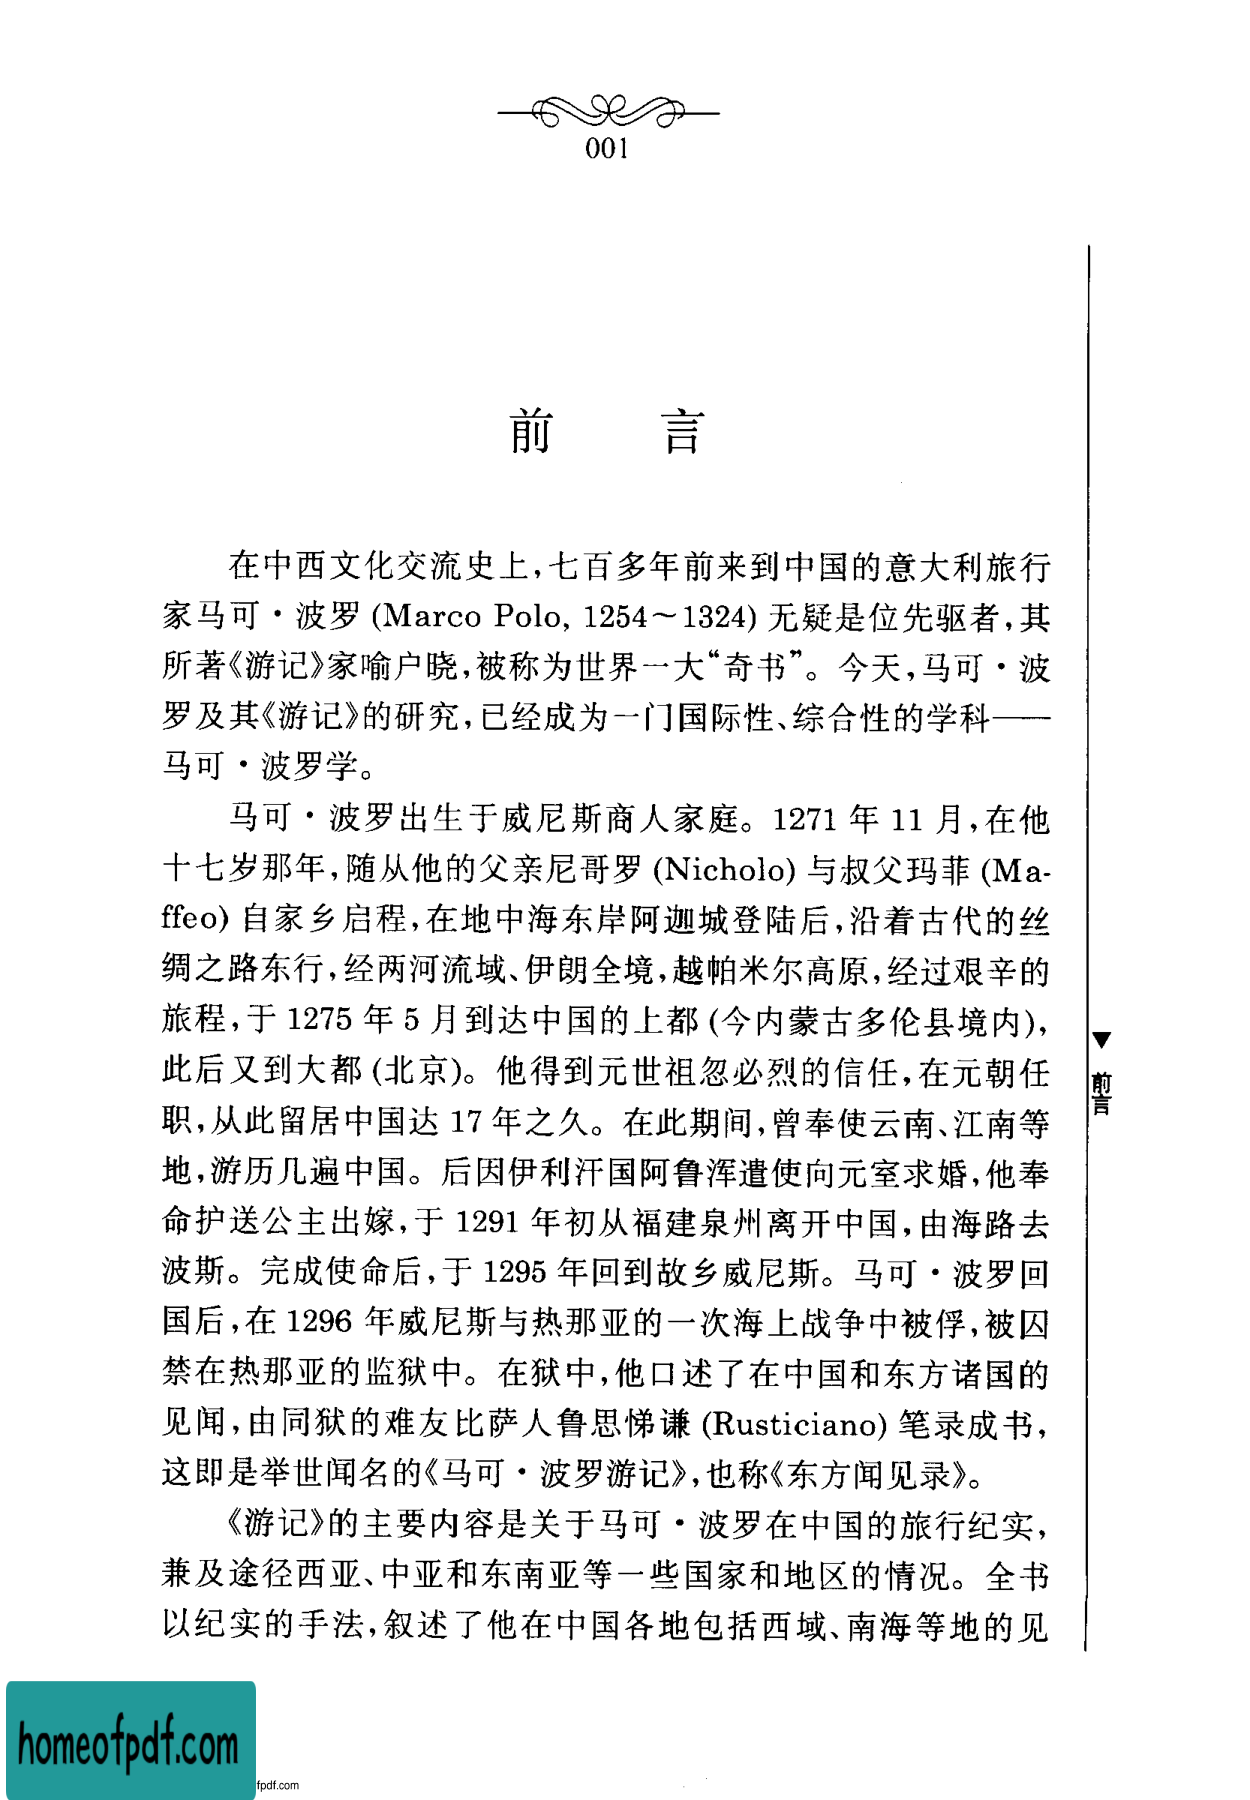 001
前 言
在中西文化交流史上,七百多年前来到中国的意大利旅行
家马可·波罗 (Marco Polo, 1254～1324) 无疑是位先驱者,其
所著《游记》家喻户晓,被称为世界一大“奇书”。今天,马可·波
罗及其《游记》的研究,已经成为一门国际性、综合性的学科——
马可·波罗学。
马可·波罗出生于威尼斯商人家庭。1271 年 11 月,在他
十七岁那年,随从他的父亲尼哥罗 (Nicholo) 与叔父玛菲 (Ma-
ffeo) 自家乡启程,在地中海东岸阿迦城登陆后,沿着古代的丝
绸之路东行,经两河流域、伊朗全境,越帕米尔高原,经过艰辛的
旅程,于 1275 年 5 月到达中国的上都 (今内蒙古多伦县境内),
此后又到大都 (北京)。他得到元世祖忽必烈的信任,在元朝任
职,从此留居中国达 17 年之久。在此期间,曾奉使云南、江南等
地,游历几遍中国。后因伊利汗国阿鲁浑遣使向元室求婚,他奉
命护送公主出嫁,于 1291 年初从福建泉州离开中国,由海路去
波斯。完成使命后,于 1295 年回到故乡威尼斯。马可·波罗回
国后,在 1296 年威尼斯与热那亚的一次海上战争中被俘,被囚
禁在热那亚的监狱中。在狱中,他口述了在中国和东方诸国的
见闻,由同狱的难友比萨人鲁思悌谦 (Rusticiano) 笔录成书,
这即是举世闻名的《马可·波罗游记》,也称《东方闻见录》。
《游记》的主要内容是关于马可·波罗在中国的旅行纪实,
兼及途径西亚、中亚和东南亚等一些国家和地区的情况。全书
以纪实的手法,叙述了他在中国各地包括西域、南海等地的见
▼前言
homeofpdf.com
fpdf.com